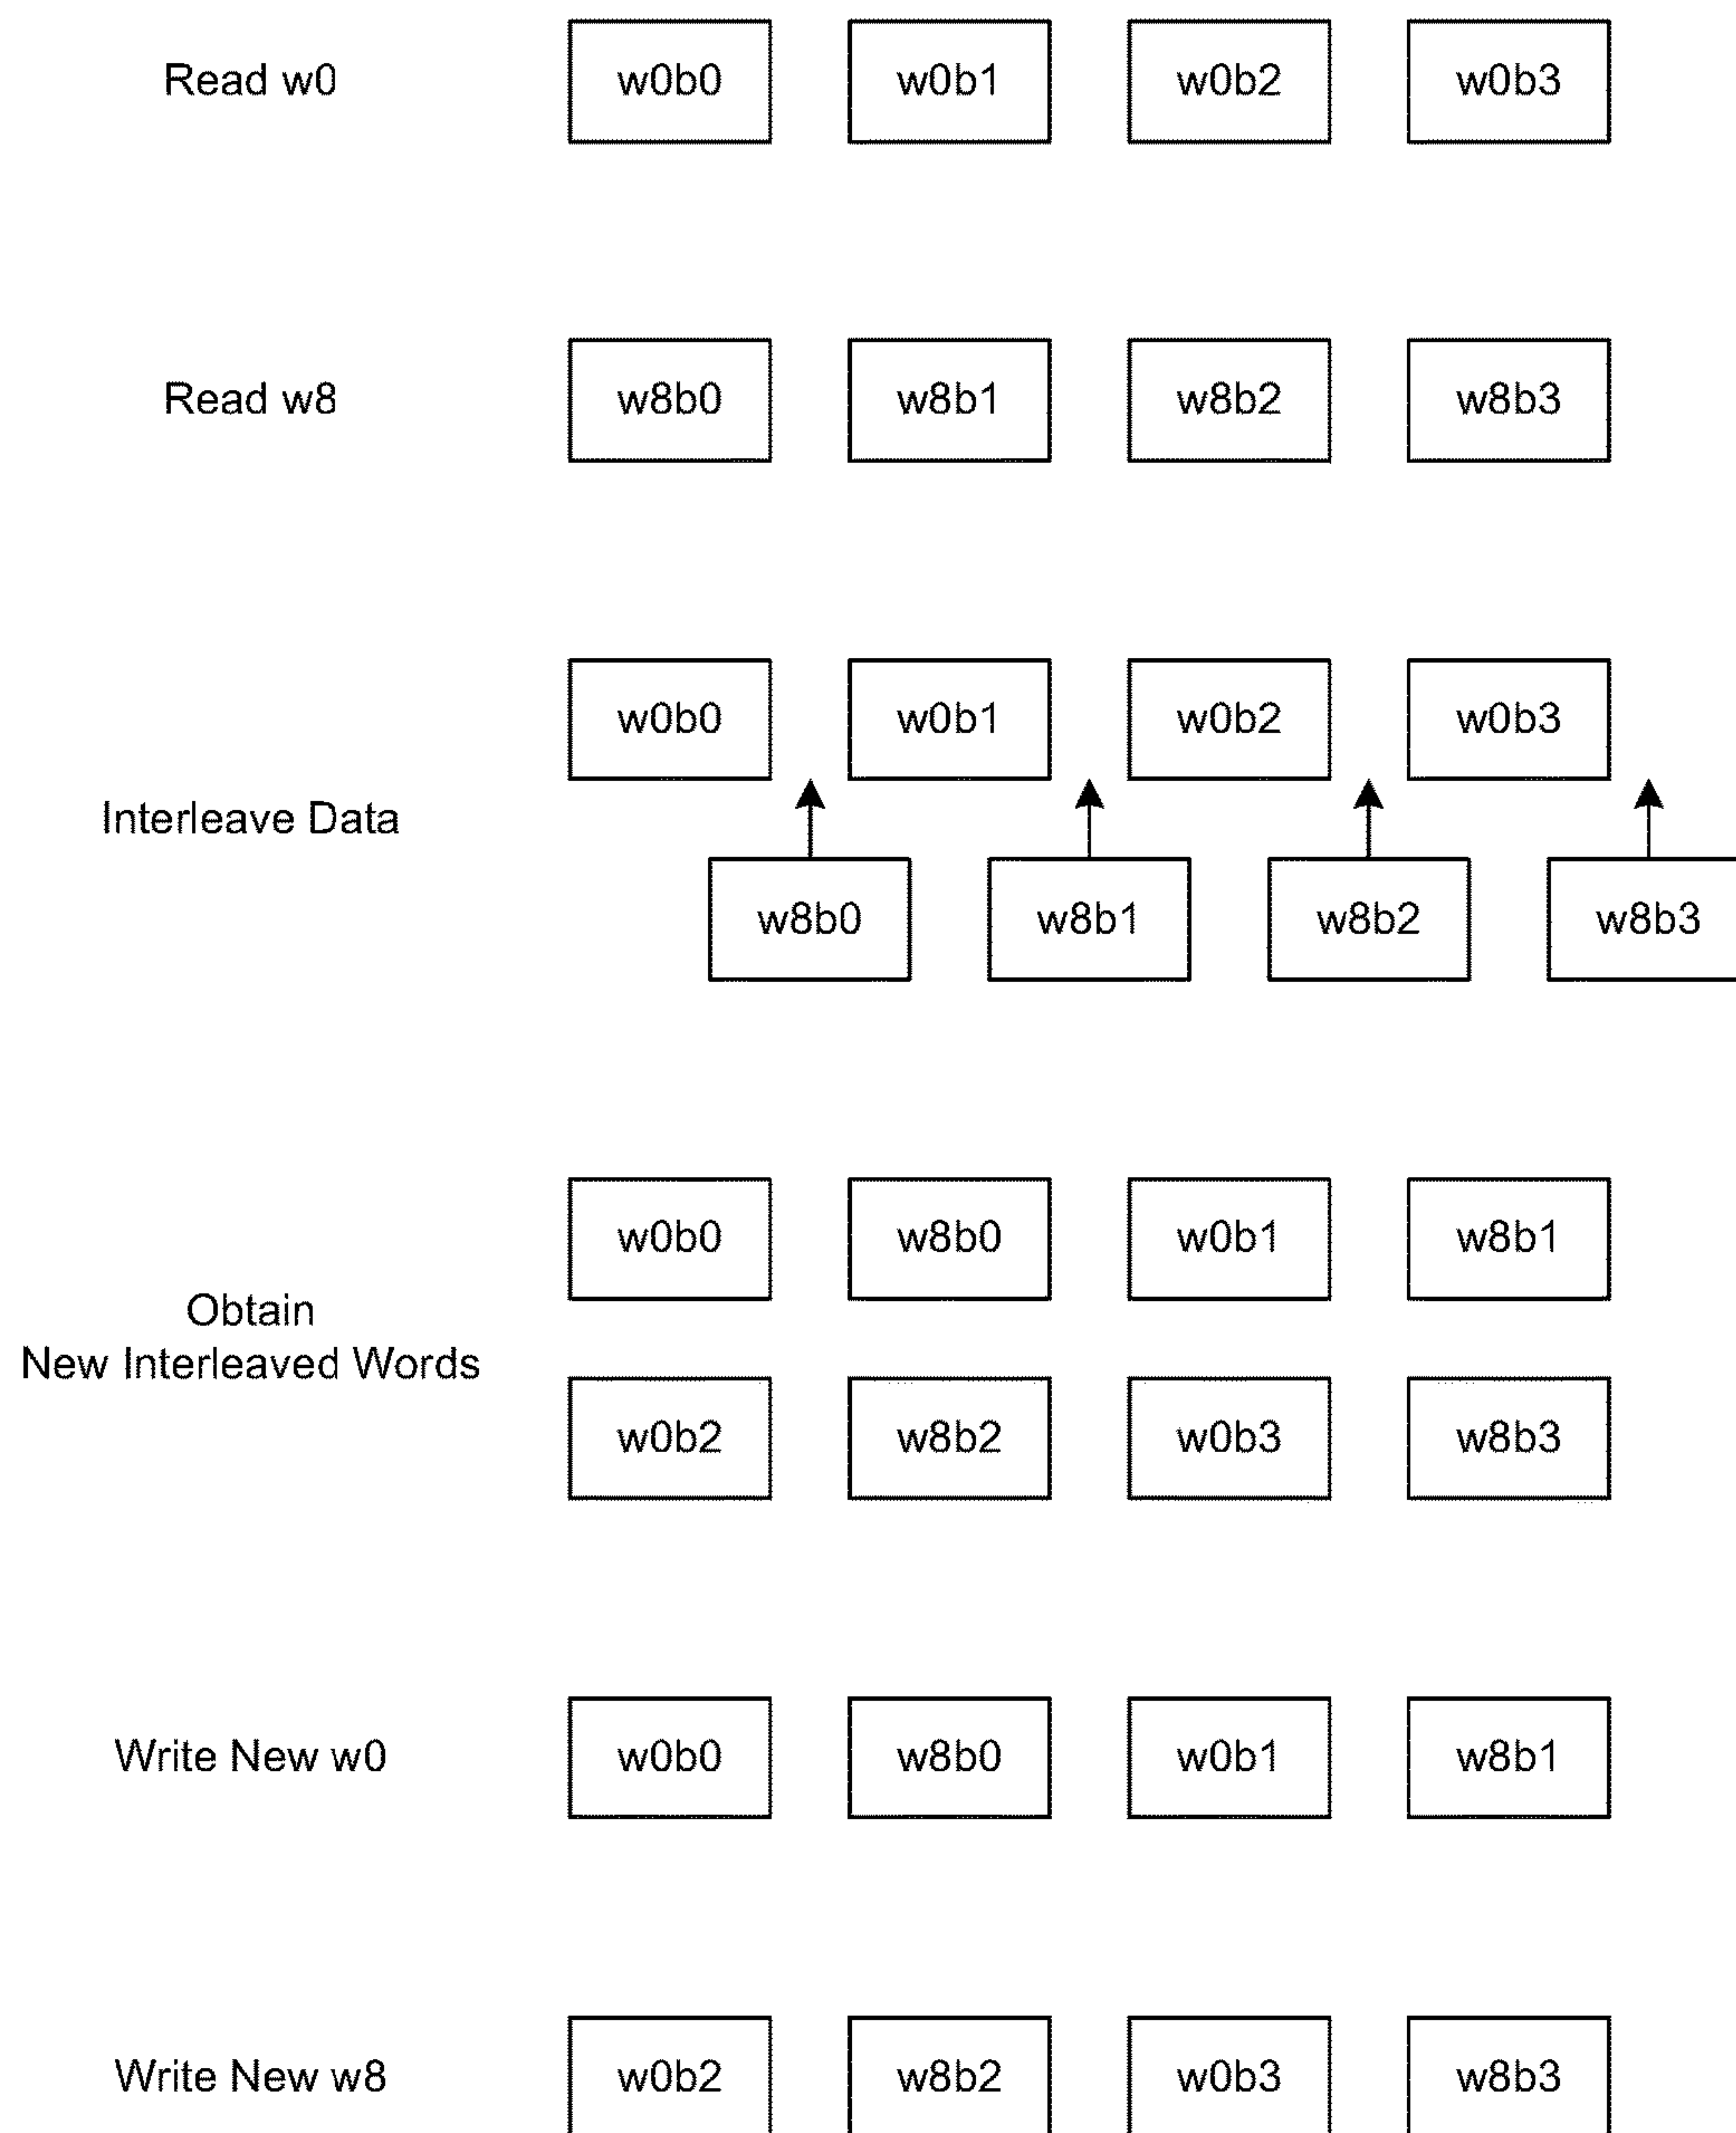 Read w0 w0b0 w0b1 w0b2 w0b3
Read w8 w8b0 w8b1 w8b2 w8b3
w0b0 w0b1 w0b2 w0b3
Interleave Data
w8b0 w8b1 w8b2 w8b3
w0b0 w8b0 w0b1 w8b1
Obtain
New Interleaved Words
w0b2 w8b2 w0b3 w8b3
Write New w0 w0b0 w8b0 w0b1 w8b1
Write New w8 w0b2 w8b2 w0b3 w8b3